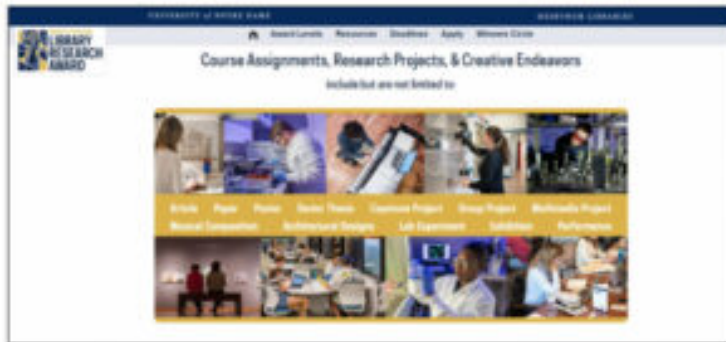 UNIVERSITY of NOTRE DAME
HESBURGH LIBRARIES
LIBRARY
RESEARCH
AWARD
Award Levels Resources Deadlines Apply Winners Circle
Course Assignments, Research Projects, & Creative Endeavors
include but are not limited to
Article Paper Poster Senior Thesis Capstone Project Group Project Multimedia Project
Musical Composition Architectural Designs Lab Experiment Exhibition Performance